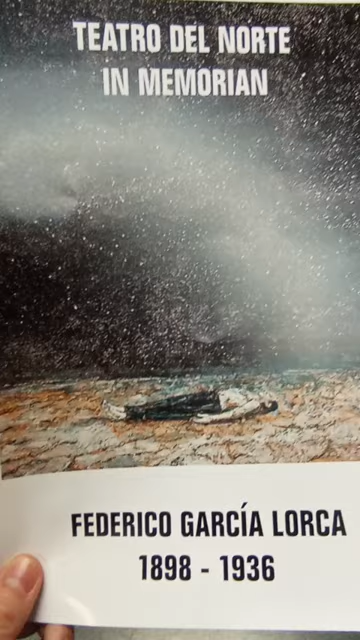 TEATRO DEL NORTE
IN MEMORIAN
FEDERICO GARCÍA LORCA
1898 - 1936